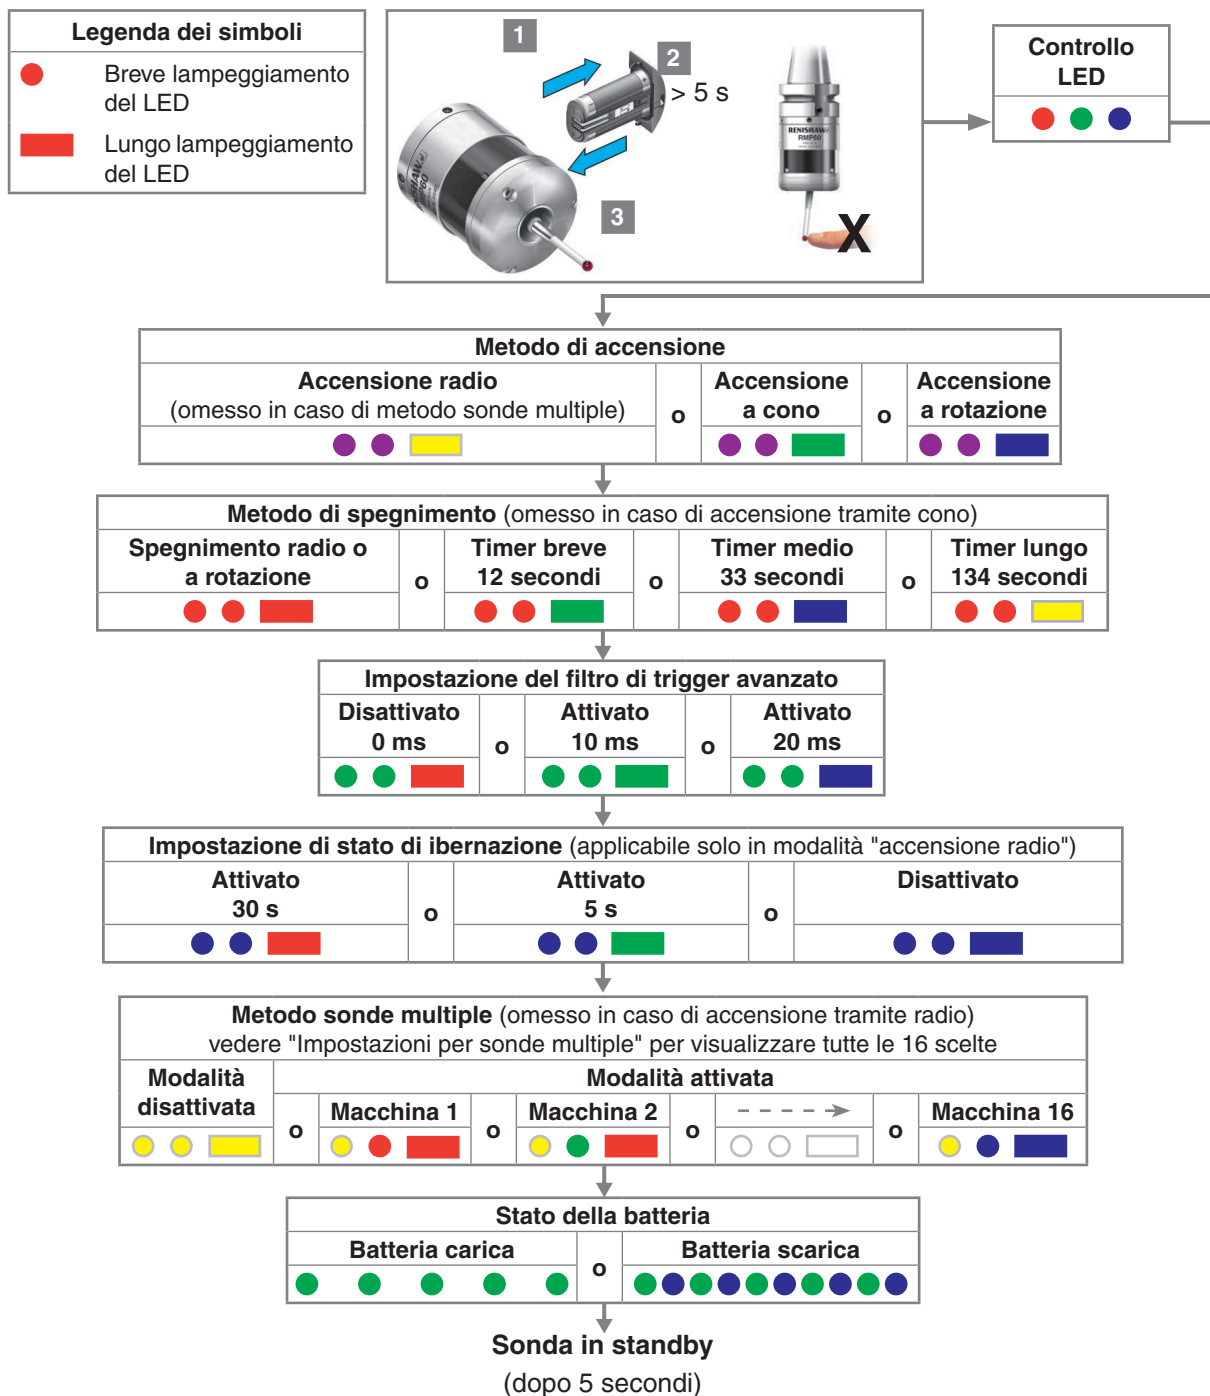 Legenda dei simboli
Breve lampeggiamento
del LED
Lungo lampeggiamento
del LED
1
2
> 5 s
3
RENISHAW
RMP60
RENISHAW
RMP60
X
Controllo
LED
Metodo di accensione
Accensione radio
(omesso in caso di metodo sonde multiple)
o
Accensione
a cono
o
Accensione
a rotazione
Metodo di spegnimento (omesso in caso di accensione tramite cono)
Spegnimento radio o
a rotazione
o
Timer breve
12 secondi
o
Timer medio
33 secondi
o
Timer lungo
134 secondi
Impostazione del filtro di trigger avanzato
Disattivato
0 ms
o
Attivato
10 ms
o
Attivato
20 ms
Impostazione di stato di ibernazione (applicabile solo in modalità "accensione radio")
Attivato
30 s
o
Attivato
5 s
o
Disattivato
Metodo sonde multiple (omesso in caso di accensione tramite radio)
vedere "Impostazioni per sonde multiple" per visualizzare tutte le 16 scelte
Modalità
disattivata
Modalità attivata
o
Macchina 1
o
Macchina 2
o
o
Macchina 16
Stato della batteria
Batteria carica
o
Batteria scarica
Sonda in standby
(dopo 5 secondi)